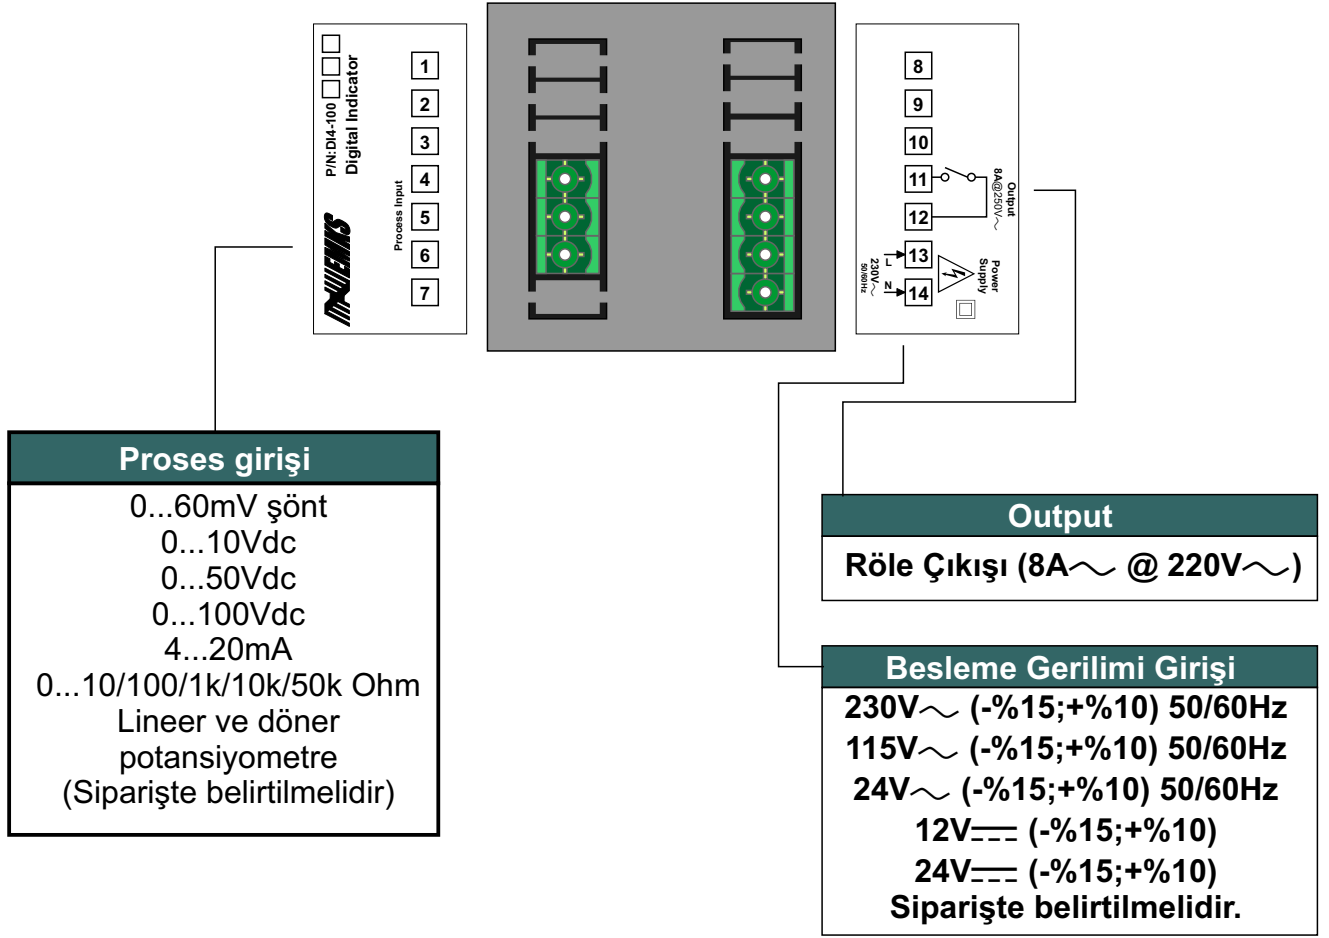 P/N:DI4-100
Digital Indicator
EMKS
Process Input
1
2
3
4
5
6
7
8
9
10
11
12
13
14
Output
8A@250V
Power
Supply
L
N
230V
50/60Hz
Proses girişi
0...60mV şönt
0...10Vdc
0...50Vdc
0...100Vdc
4...20mA
0...10/100/1k/10k/50k Ohm
Lineer ve döner
potansiyometre
(Siparişte belirtilmelidir)
Output
Röle Çıkışı (8A～ @ 220V～)
Besleme Gerilimi Girişi
230V～ (-%15;+%10) 50/60Hz
115V～ (-%15;+%10) 50/60Hz
24V～ (-%15;+%10) 50/60Hz
12V⎓ (-%15;+%10)
24V⎓ (-%15;+%10)
Siparişte belirtilmelidir.